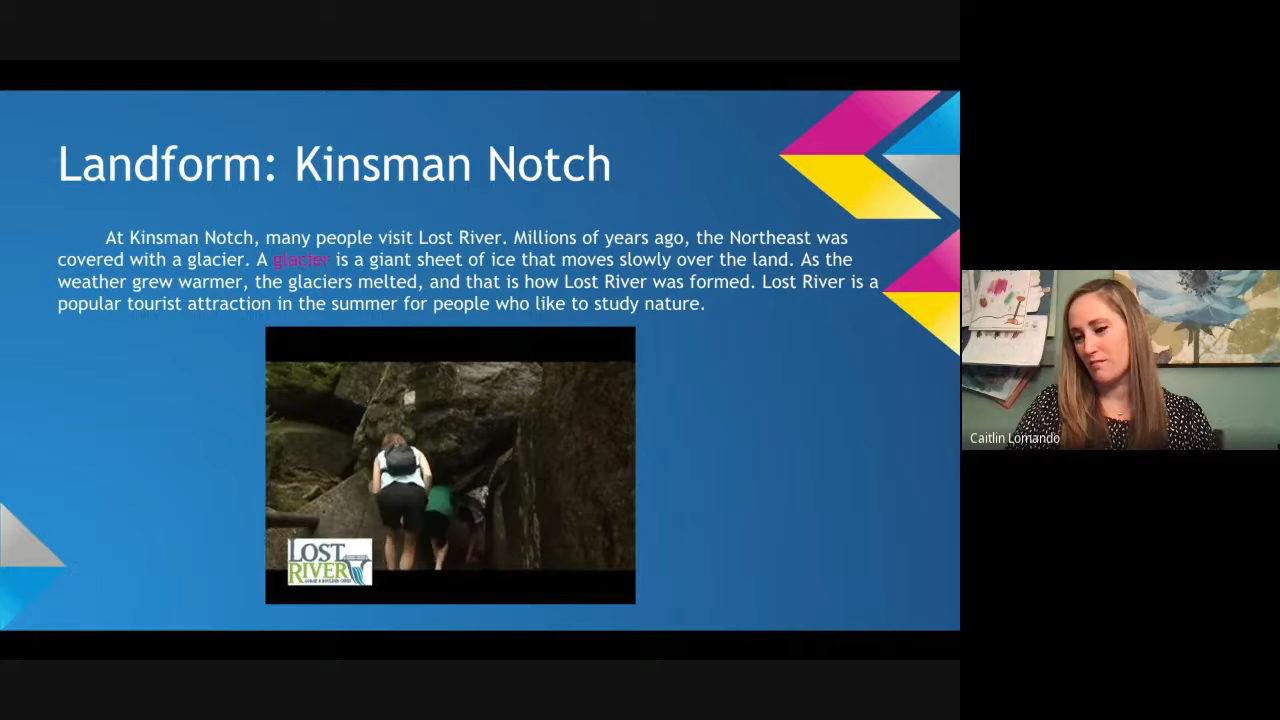 Landform: Kinsman Notch
At Kinsman Notch, many people visit Lost River. Millions of years ago, the Northeast was
covered with a glacier. A glacier is a giant sheet of ice that moves slowly over the land. As the
weather grew warmer, the glaciers melted, and that is how Lost River was formed. Lost River is a
popular tourist attraction in the summer for people who like to study nature.
LOST
RIVER
Caitlin Lomando